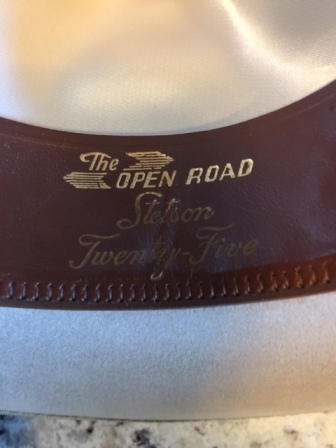 The
OPEN ROAD
Stetson
Twenty-Five